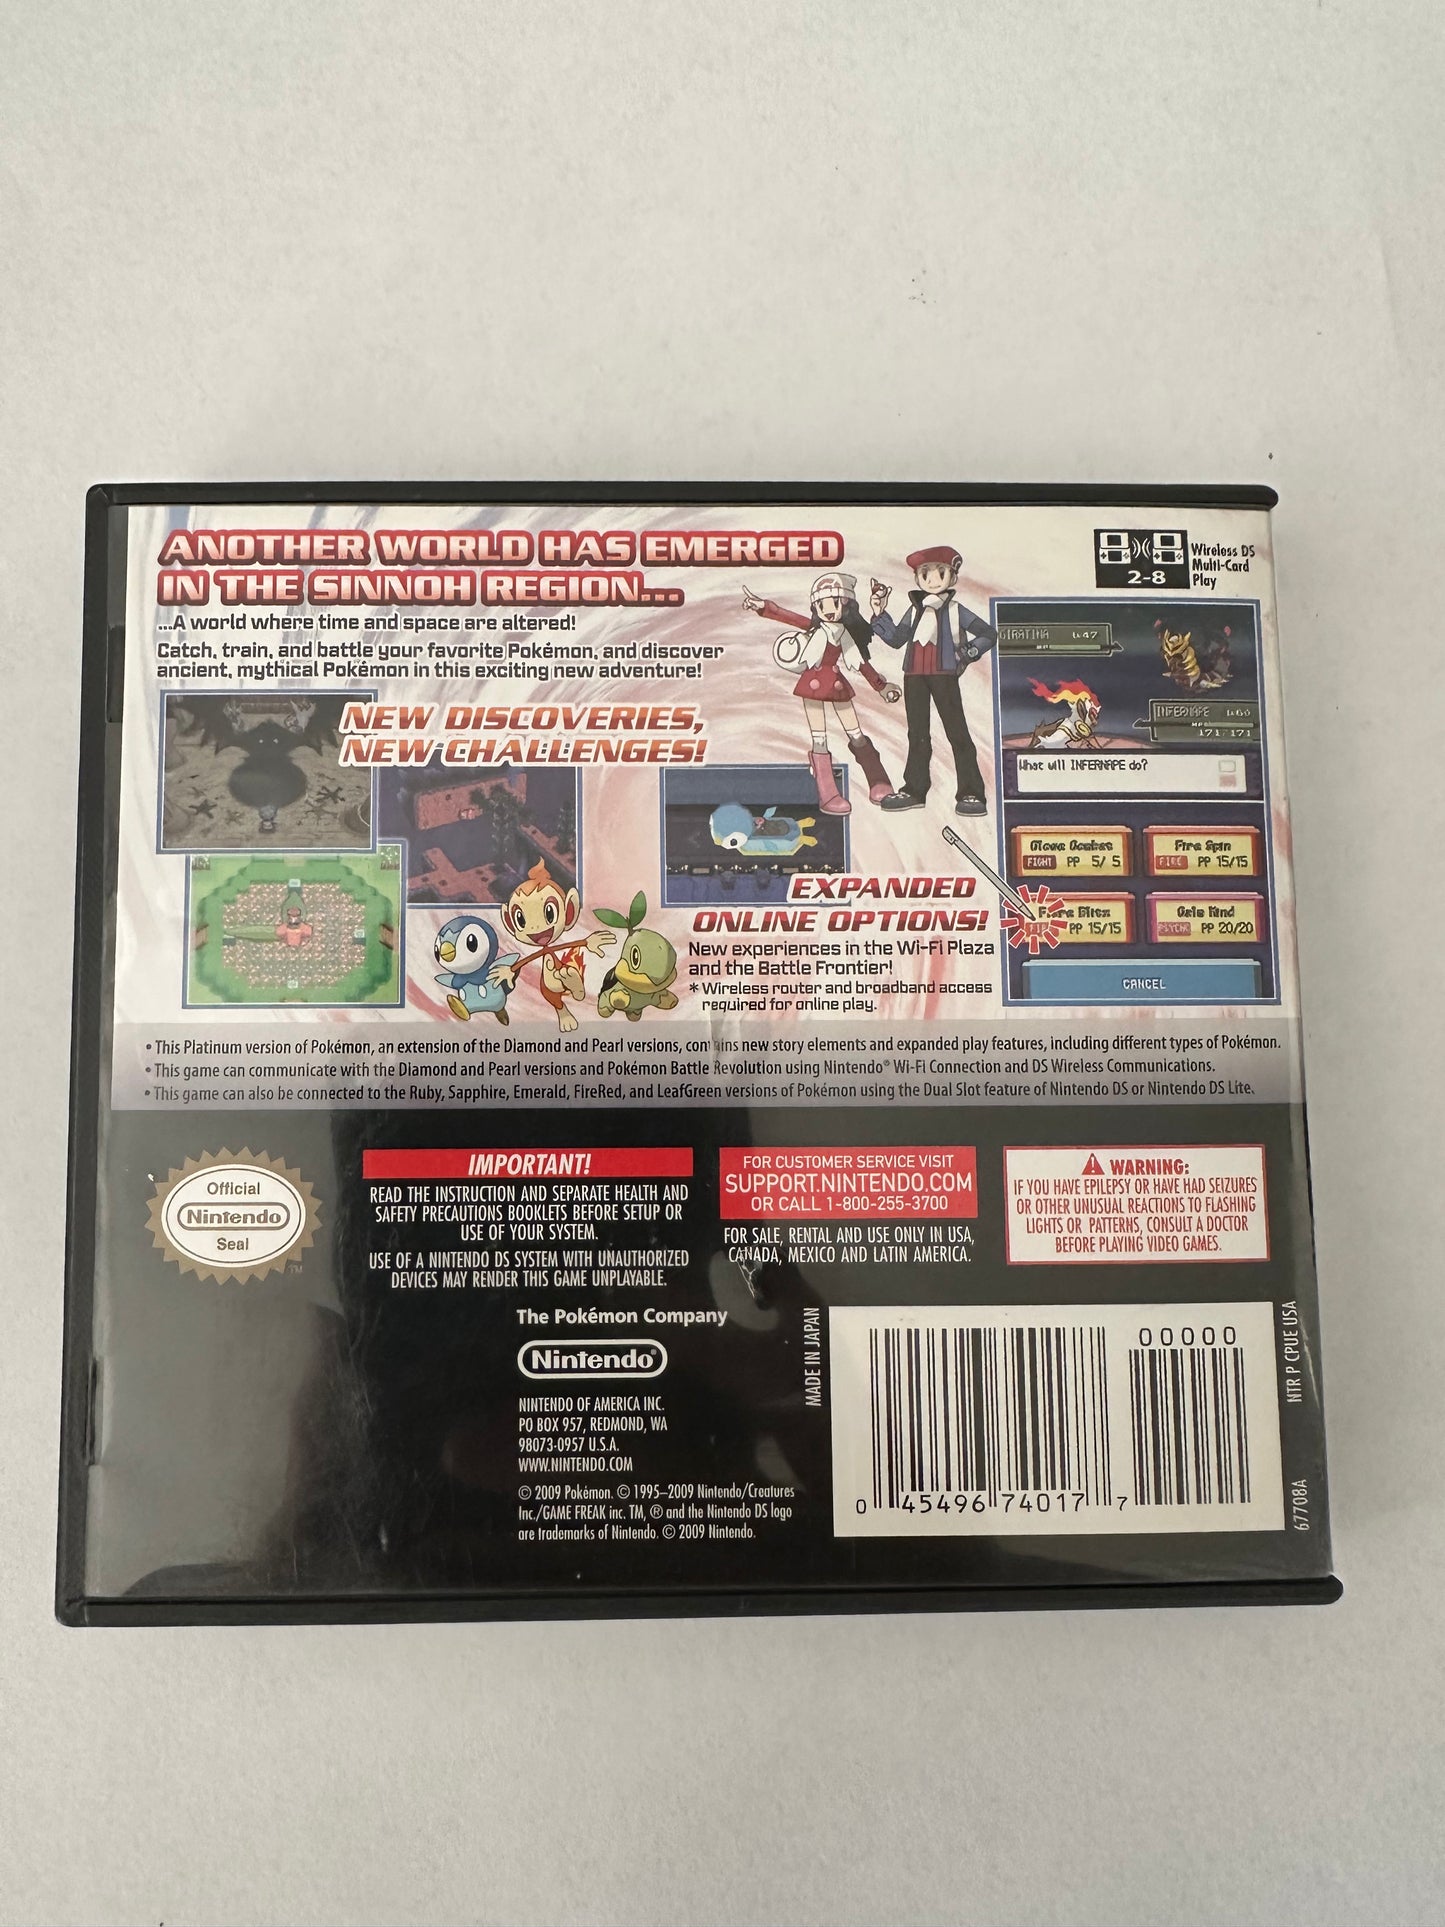 ANOTHER WORLD HAS EMERGED
IN THE SINNOH REGION...
...A world where time and space are altered!
Catch, train, and battle your favorite Pokémon, and discover
ancient, mythical Pokémon in this exciting new adventure!
NEW DISCOVERIES,
NEW CHALLENGES!
2-8
Wireless DS
Multi-Card
Play
GIRATINA Lv47
INFERNAPE Lv60
171/171
What will INFERNAPE do?
Close Combat
FIGHT PP 5/ 5
Fire Spin
FIRE PP 15/15
Flare Blitz
PP 15/15
Calm Mind
PSYCHC PP 20/20
CANCEL
EXPANDED
ONLINE OPTIONS!
New experiences in the Wi-Fi Plaza
and the Battle Frontier!
* Wireless router and broadband access
required for online play.
• This Platinum version of Pokémon, an extension of the Diamond and Pearl versions, contains new story elements and expanded play features, including different types of Pokémon.
• This game can communicate with the Diamond and Pearl versions and Pokémon Battle Revolution using Nintendo® Wi-Fi Connection and DS Wireless Communications.
• This game can also be connected to the Ruby, Sapphire, Emerald, FireRed, and LeafGreen versions of Pokémon using the Dual Slot feature of Nintendo DS or Nintendo DS Lite.
Official
Nintendo
Seal
TM
IMPORTANT!
READ THE INSTRUCTION AND SEPARATE HEALTH AND
SAFETY PRECAUTIONS BOOKLETS BEFORE SETUP OR
USE OF YOUR SYSTEM.
USE OF A NINTENDO DS SYSTEM WITH UNAUTHORIZED
DEVICES MAY RENDER THIS GAME UNPLAYABLE.
FOR CUSTOMER SERVICE VISIT
SUPPORT.NINTENDO.COM
OR CALL 1-800-255-3700
FOR SALE, RENTAL AND USE ONLY IN USA,
CANADA, MEXICO AND LATIN AMERICA.
WARNING:
IF YOU HAVE EPILEPSY OR HAVE HAD SEIZURES
OR OTHER UNUSUAL REACTIONS TO FLASHING
LIGHTS OR PATTERNS, CONSULT A DOCTOR
BEFORE PLAYING VIDEO GAMES.
The Pokémon Company
Nintendo®
NINTENDO OF AMERICA INC.
PO BOX 957, REDMOND, WA
98073-0957 U.S.A.
WWW.NINTENDO.COM
© 2009 Pokémon. © 1995–2009 Nintendo/Creatures
Inc./GAME FREAK inc. TM, ® and the Nintendo DS logo
are trademarks of Nintendo. © 2009 Nintendo.
MADE IN JAPAN
00000
0 45496 74017 7
NTR P CPUE USA
67708A